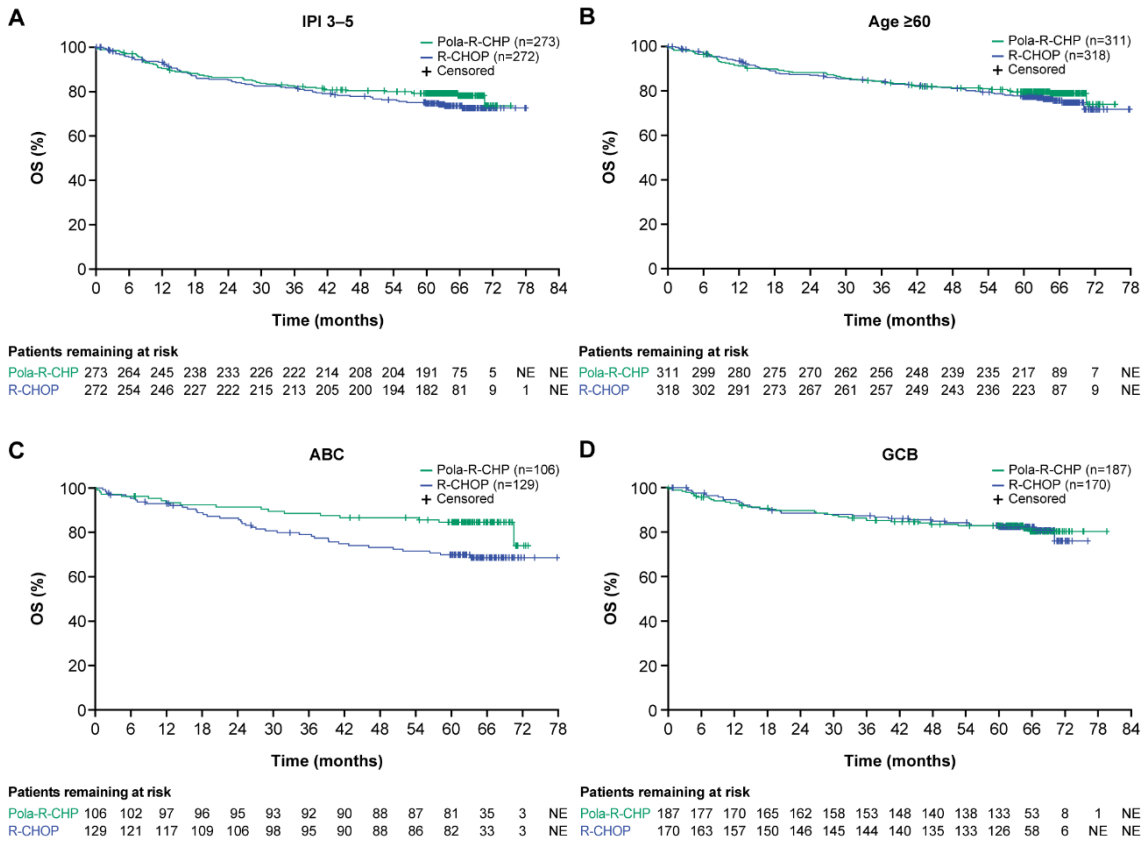 A
IPI 3–5
Pola-R-CHP (n=273)
R-CHOP (n=272)
Censored
OS (%)
100
80
60
40
20
0
0 6 12 18 24 30 36 42 48 54 60 66 72 78 84
Time (months)
Patients remaining at risk
Pola-R-CHP 273 264 245 238 233 226 222 214 208 204 191 75 5 NE NE
R-CHOP 272 254 246 227 222 215 213 205 200 194 182 81 9 1 NE
B
Age ≥60
Pola-R-CHP (n=311)
R-CHOP (n=318)
Censored
OS (%)
100
80
60
40
20
0
0 6 12 18 24 30 36 42 48 54 60 66 72 78
Time (months)
Patients remaining at risk
Pola-R-CHP 311 299 280 275 270 262 256 248 239 235 217 89 7 NE
R-CHOP 318 302 291 273 267 261 257 249 243 236 223 87 9 NE
C
ABC
Pola-R-CHP (n=106)
R-CHOP (n=129)
Censored
OS (%)
100
80
60
40
20
0
0 6 12 18 24 30 36 42 48 54 60 66 72 78
Time (months)
Patients remaining at risk
Pola-R-CHP 106 102 97 96 95 93 92 90 88 87 81 35 3 NE
R-CHOP 129 121 117 109 106 98 95 90 88 86 82 33 3 NE
D
GCB
Pola-R-CHP (n=187)
R-CHOP (n=170)
Censored
OS (%)
100
80
60
40
20
0
0 6 12 18 24 30 36 42 48 54 60 66 72 78 84
Time (months)
Patients remaining at risk
Pola-R-CHP 187 177 170 165 162 158 153 148 140 138 133 53 8 1 NE
R-CHOP 170 163 157 150 146 145 144 140 135 133 126 58 6 NE NE